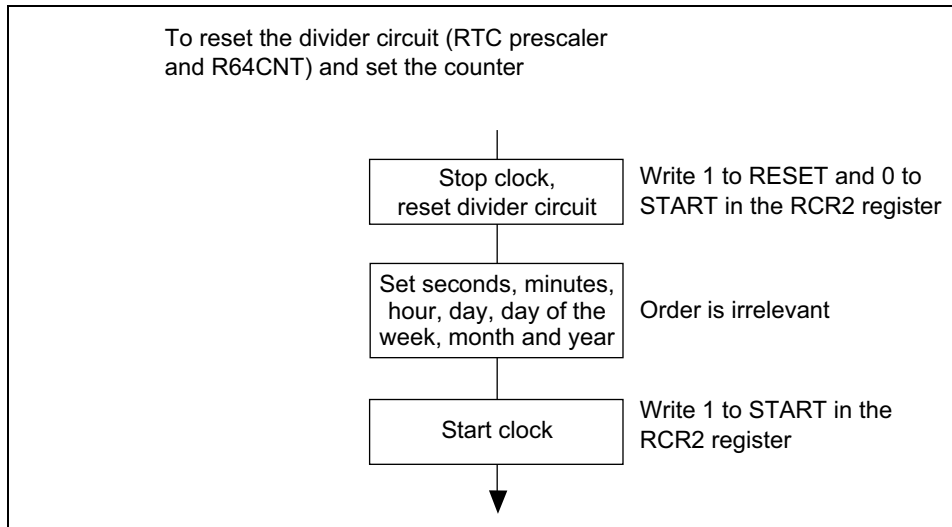 To reset the divider circuit (RTC prescaler
and R64CNT) and set the counter
Stop clock,
reset divider circuit
Write 1 to RESET and 0 to
START in the RCR2 register
Set seconds, minutes,
hour, day, day of the
week, month and year
Order is irrelevant
Start clock
Write 1 to START in the
RCR2 register